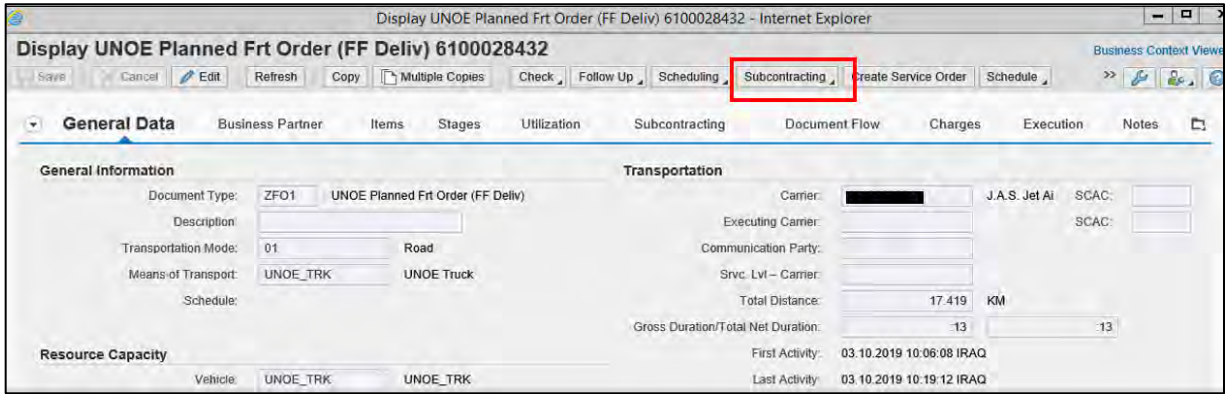 Display UNOE Planned Frt Order (FF Deliv) 6100028432 - Internet Explorer
Display UNOE Planned Frt Order (FF Deliv) 6100028432
Business Context Viewe
Save Cancel Edit Refresh Copy Multiple Copies Check Follow Up Scheduling Subcontracting Create Service Order Schedule >>
General Data Business Partner Items Stages Utilization Subcontracting Document Flow Charges Execution Notes
General Information
Document Type: ZFO1 UNOE Planned Frt Order (FF Deliv)
Description:
Transportation Mode: 01 Road
Means of Transport: UNOE_TRK UNOE Truck
Schedule:
Resource Capacity
Vehicle: UNOE_TRK UNOE_TRK
Transportation
Carrier: J.A.S. Jet Ai SCAC:
Executing Carrier: SCAC:
Communication Party:
Srvc. Lvl – Carrier:
Total Distance: 17.419 KM
Gross Duration/Total Net Duration: 13 13
First Activity: 03.10.2019 10:06:08 IRAQ
Last Activity: 03.10.2019 10:19:12 IRAQ